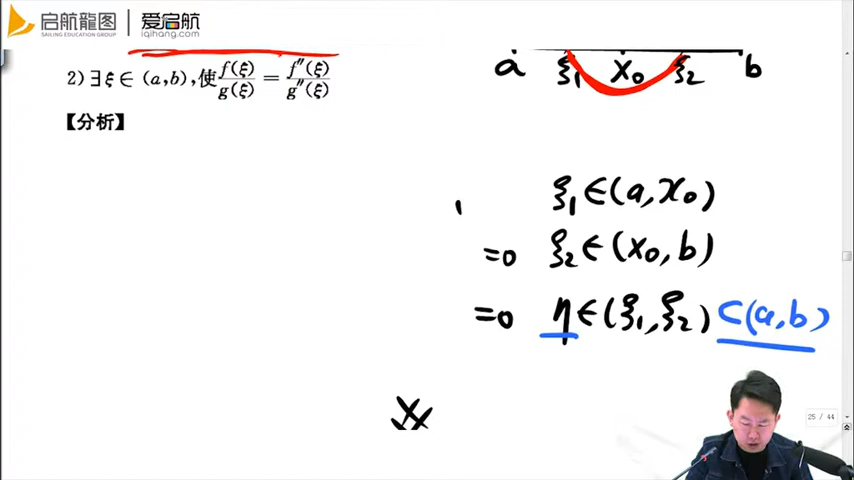 启航龍图 爱启航
SAILING EDUCATION GROUP iqihang.com
2) ∃ ξ ∈ (a,b), 使 f(ξ)/g(ξ) = f″(ξ)/g″(ξ)
【分析】
a ξ₁ x₀ ξ₂ b
ξ₁ ∈ (a, x₀)
=0 ξ₂ ∈ (x₀, b)
=0 η ∈ (ξ₁, ξ₂) ⊂ (a, b)
25 / 44